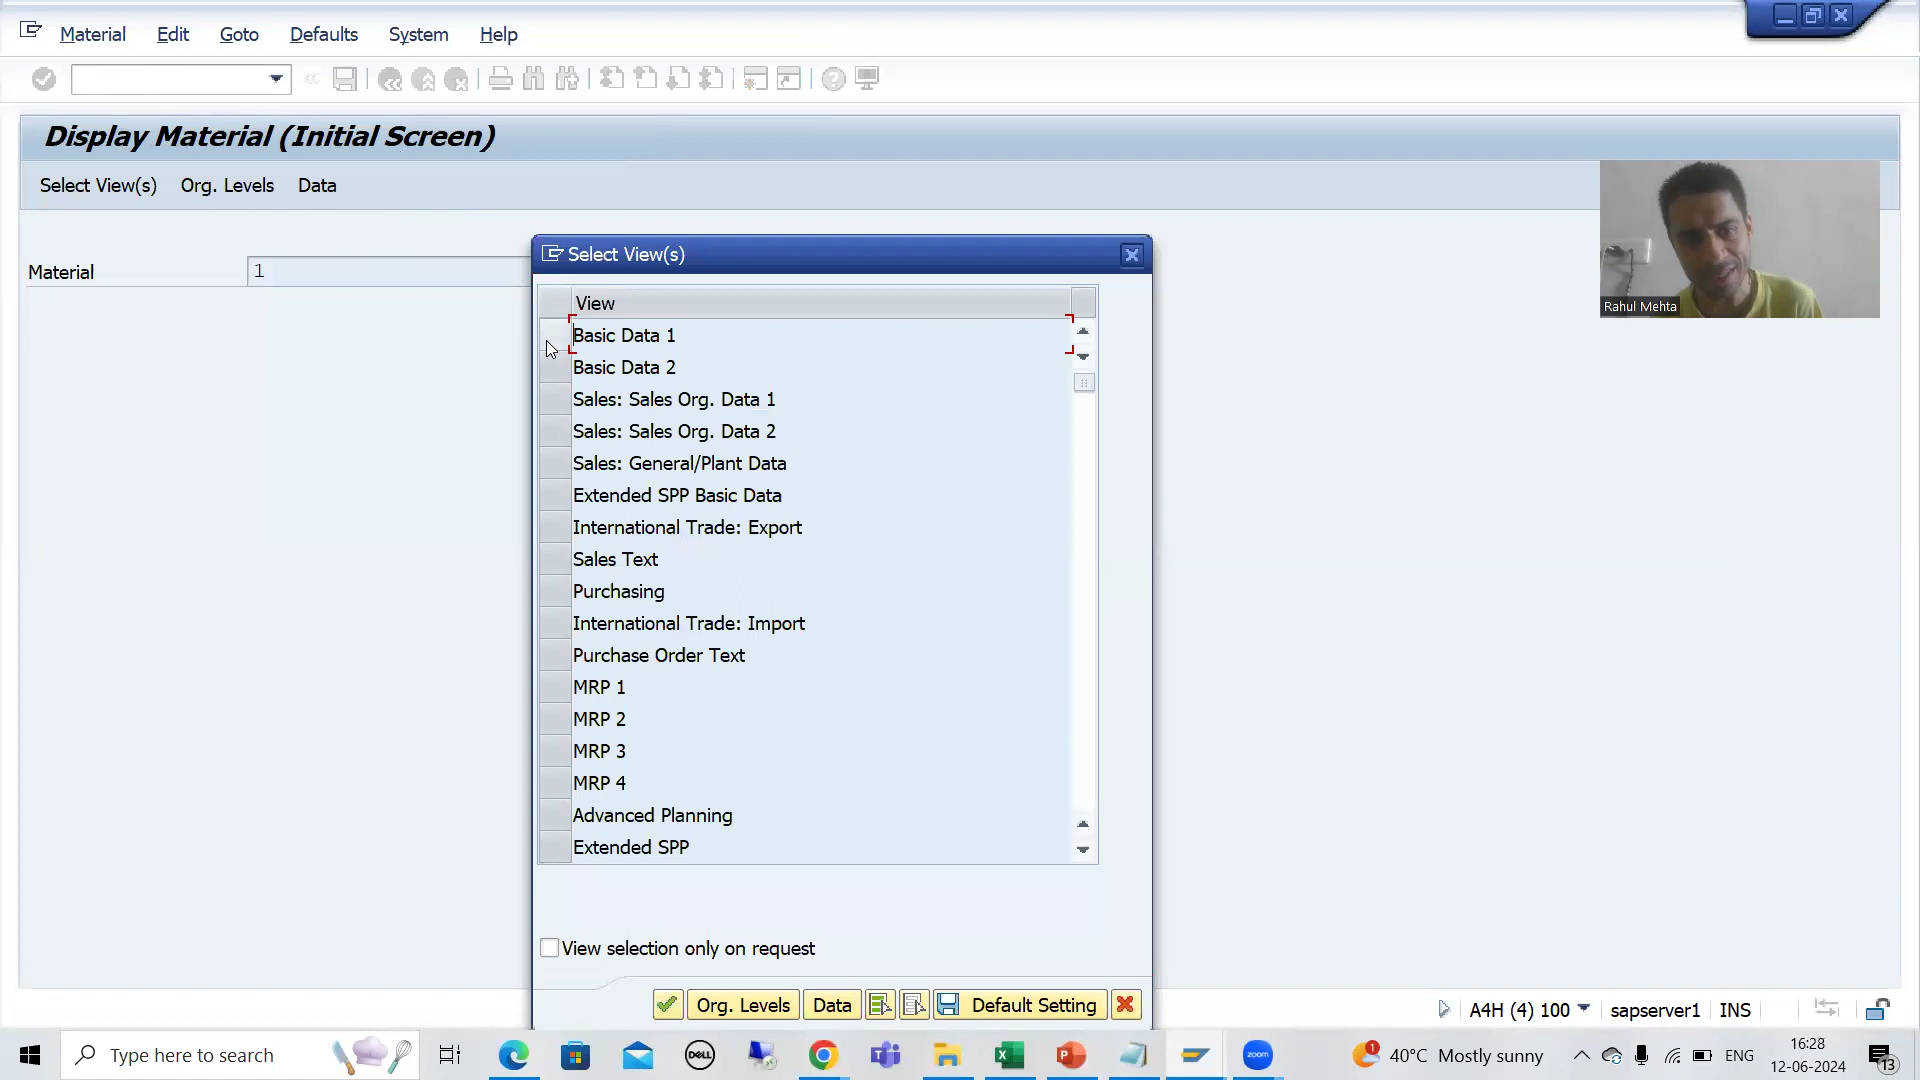 Material Edit Goto Defaults System Help
Display Material (Initial Screen)
Select View(s) Org. Levels Data
Material 1
Rahul Mehta
Select View(s)
View
Basic Data 1
Basic Data 2
Sales: Sales Org. Data 1
Sales: Sales Org. Data 2
Sales: General/Plant Data
Extended SPP Basic Data
International Trade: Export
Sales Text
Purchasing
International Trade: Import
Purchase Order Text
MRP 1
MRP 2
MRP 3
MRP 4
Advanced Planning
Extended SPP
View selection only on request
Org. Levels Data Default Setting
A4H (4) 100 sapserver1 INS
Type here to search
DELL
zoom
1
40°C Mostly sunny
ENG
16:28
12-06-2024
13